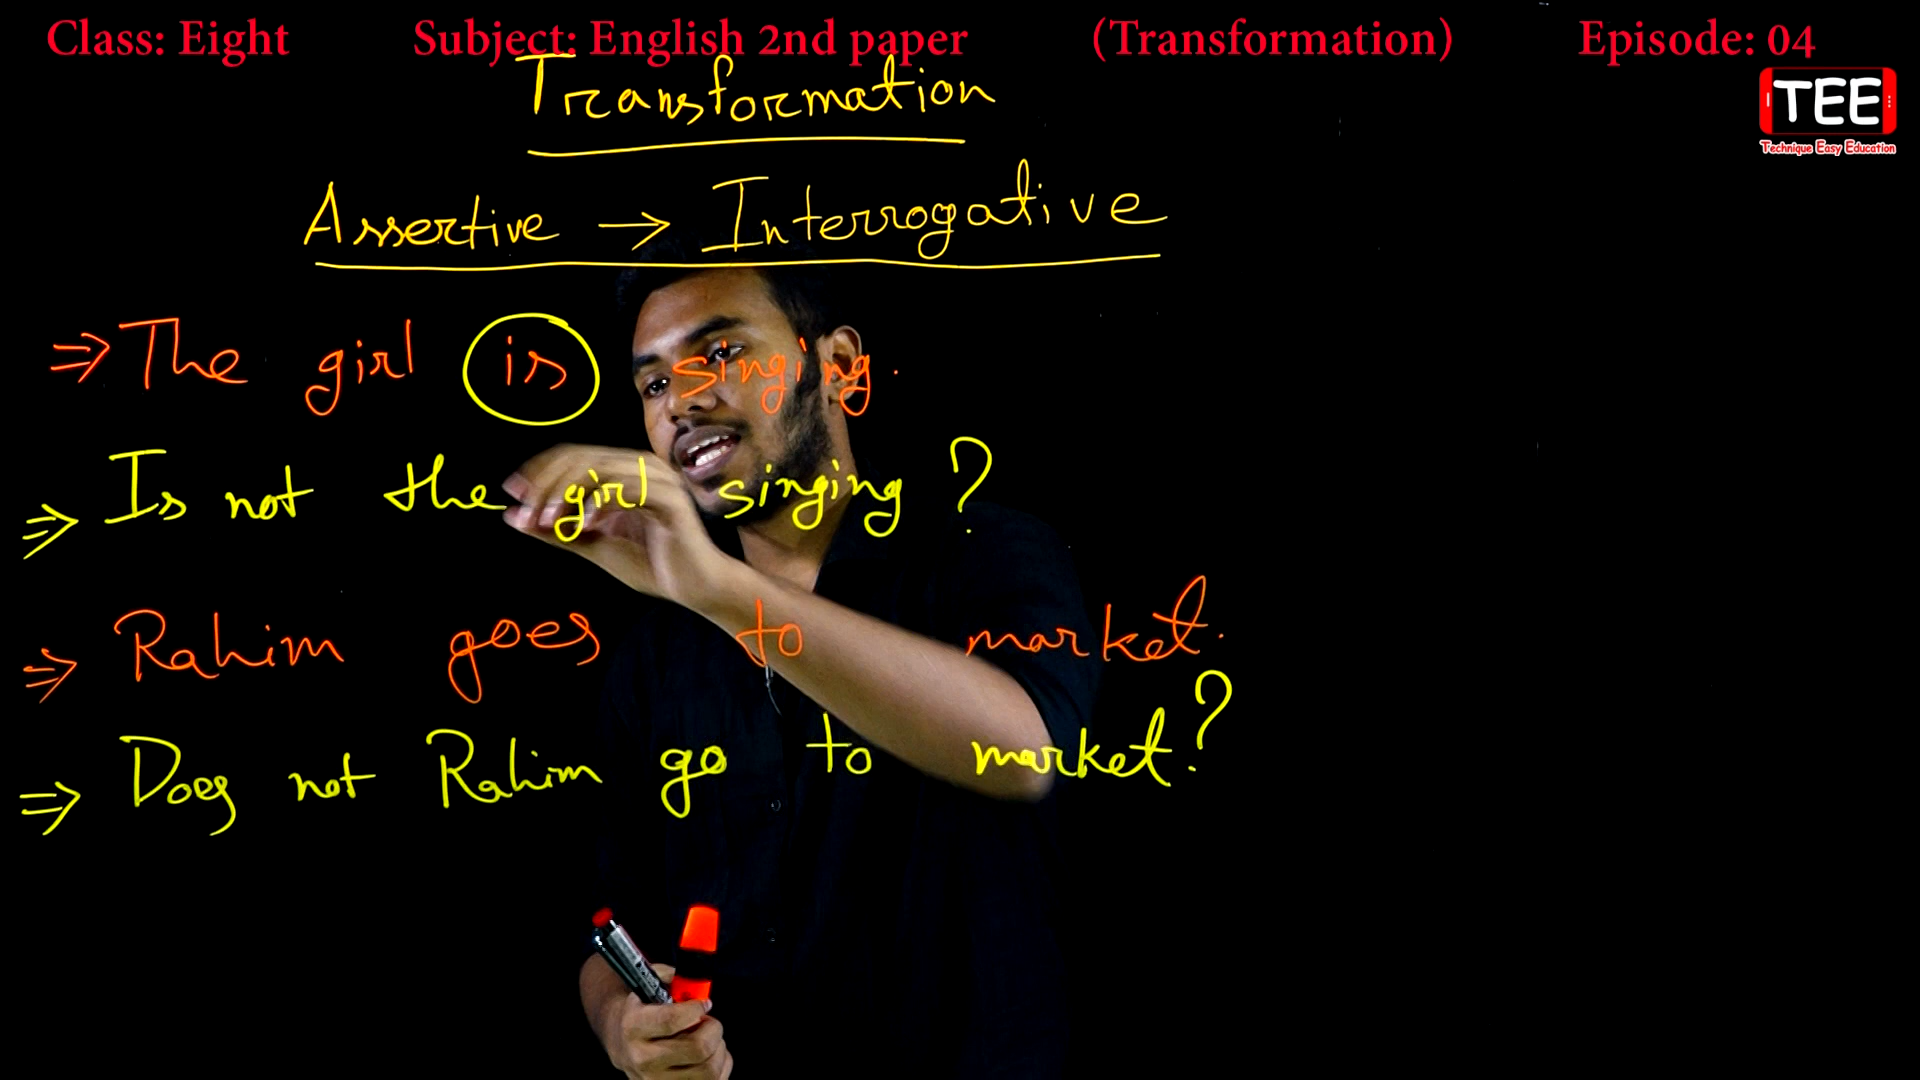 Class: Eight Subject: English 2nd paper (Transformation) Episode: 04
TEE
Technique Easy Education
Transformation
Assertive → Interrogative
⇒ The girl is singing.
⇒ Is not the girl singing?
⇒ Rahim goes to market.
⇒ Does not Rahim go to market?